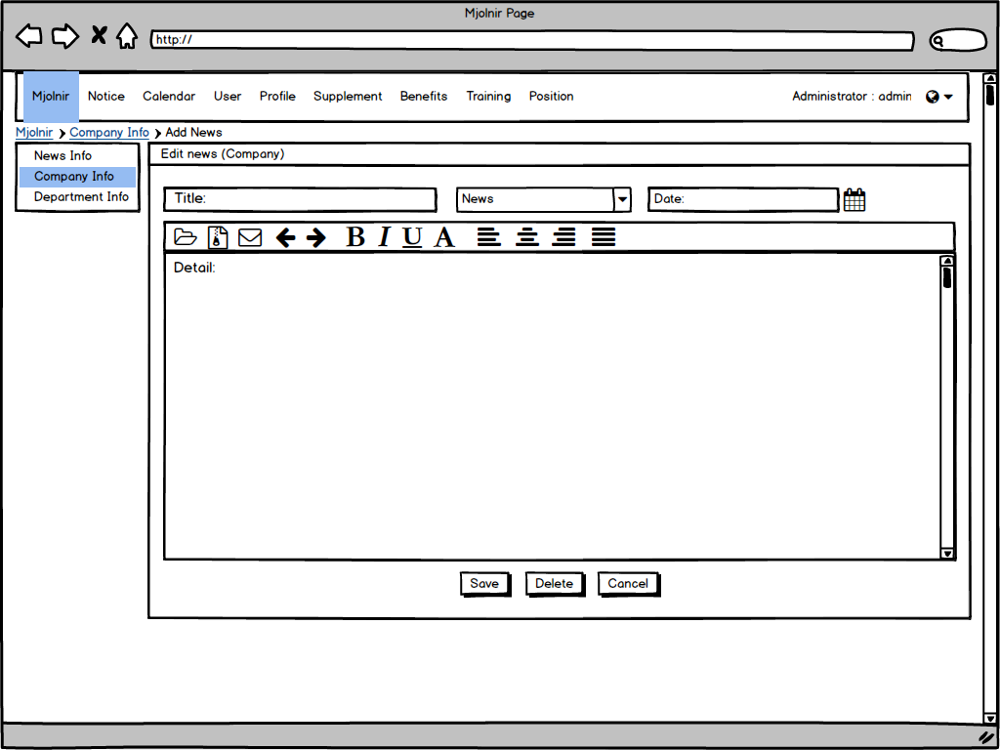 Mjolnir Page
http://
Mjolnir Notice Calendar User Profile Supplement Benefits Training Position Administrator : admin
Mjolnir Company Info Add News
News Info
Company Info
Department Info
Edit news (Company)
Title: News Date:
B I U A
Detail:
Save Delete Cancel